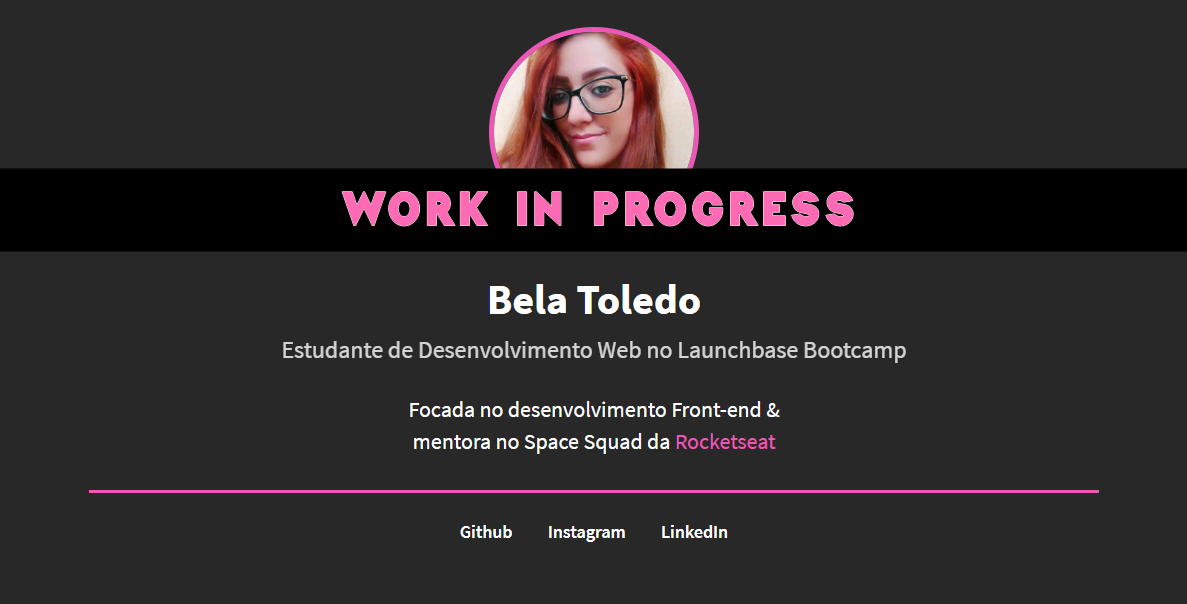 WORK IN PROGRESS
Bela Toledo
Estudante de Desenvolvimento Web no Launchbase Bootcamp
Focada no desenvolvimento Front-end &
mentora no Space Squad da Rocketseat
Github Instagram LinkedIn